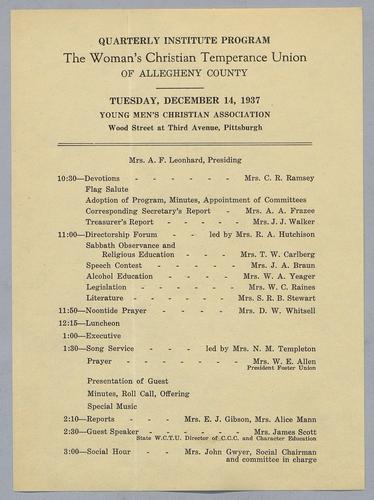 QUARTERLY INSTITUTE PROGRAM
The Woman's Christian Temperance Union
OF ALLEGHENY COUNTY
TUESDAY, DECEMBER 14, 1937
YOUNG MEN'S CHRISTIAN ASSOCIATION
Wood Street at Third Avenue, Pittsburgh
Mrs. A. F. Leonhard, Presiding
10:30—Devotions - - - - - - Mrs. C. R. Ramsey
Flag Salute
Adoption of Program, Minutes, Appointment of Committees
Corresponding Secretary's Report - Mrs. A. A. Frazee
Treasurer's Report - - - - - Mrs. J. J. Walker
11:00—Directorship Forum - - led by Mrs. R. A. Hutchison
Sabbath Observance and
Religious Education - - - Mrs. T. W. Carlberg
Speech Contest - - - - - Mrs. J. A. Braun
Alcohol Education - - - - Mrs. W. A. Yeager
Legislation - - - - - - Mrs. W. C. Raines
Literature - - - - - Mrs. S. R. B. Stewart
11:50—Noontide Prayer - - - - Mrs. D. W. Whitsell
12:15—Luncheon
1:00—Executive
1:30—Song Service - - - led by Mrs. N. M. Templeton
Prayer - - - - - - Mrs. W. E. Allen
President Foster Union
Presentation of Guest
Minutes, Roll Call, Offering
Special Music
2:10—Reports - - - Mrs. E. J. Gibson, Mrs. Alice Mann
2:30—Guest Speaker - - - - - - Mrs. James Scott
State W.C.T.U. Director of C.C.C. and Character Education
3:00—Social Hour - - Mrs. John Gwyer, Social Chairman
and committee in charge